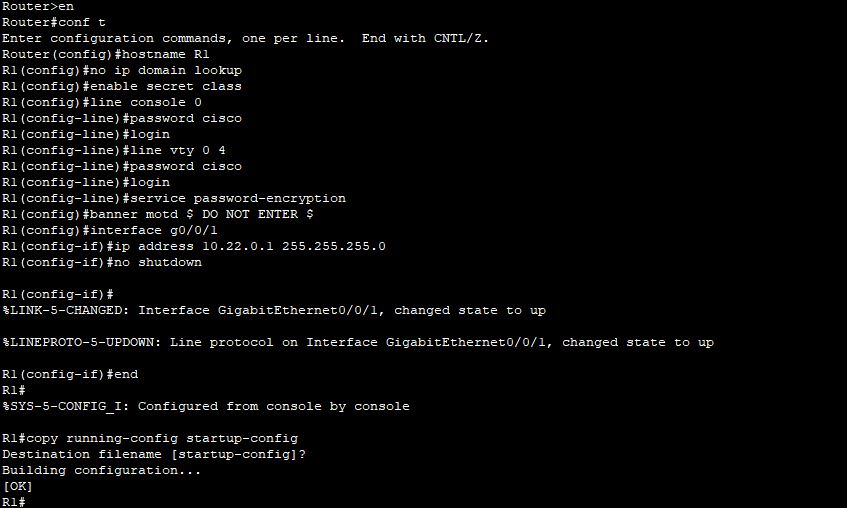 Router>en
Router#conf t
Enter configuration commands, one per line.  End with CNTL/Z.
Router(config)#hostname R1
R1(config)#no ip domain lookup
R1(config)#enable secret class
R1(config)#line console 0
R1(config-line)#password cisco
R1(config-line)#login
R1(config-line)#line vty 0 4
R1(config-line)#password cisco
R1(config-line)#login
R1(config-line)#service password-encryption
R1(config)#banner motd $ DO NOT ENTER $
R1(config)#interface g0/0/1
R1(config-if)#ip address 10.22.0.1 255.255.255.0
R1(config-if)#no shutdown
R1(config-if)#
%LINK-5-CHANGED: Interface GigabitEthernet0/0/1, changed state to up
%LINEPROTO-5-UPDOWN: Line protocol on Interface GigabitEthernet0/0/1, changed state to up
R1(config-if)#end
R1#
%SYS-5-CONFIG_I: Configured from console by console
R1#copy running-config startup-config
Destination filename [startup-config]?
Building configuration...
[OK]
R1#